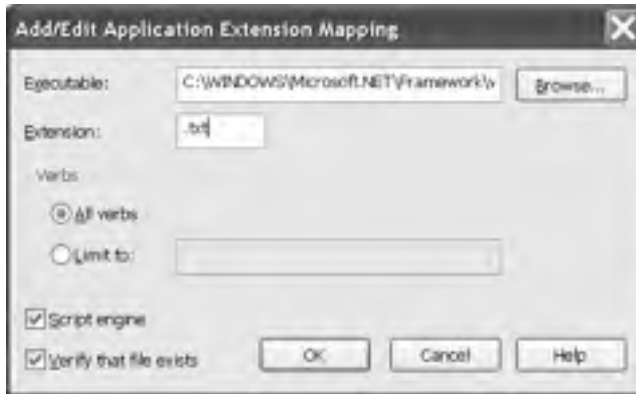 Add/Edit Application Extension Mapping
Executable: C:\WINDOWS\Microsoft.NET\Framework\v Browse...
Extension: .txt
Verbs
All verbs
Limit to:
Script engine
Verify that file exists OK Cancel Help